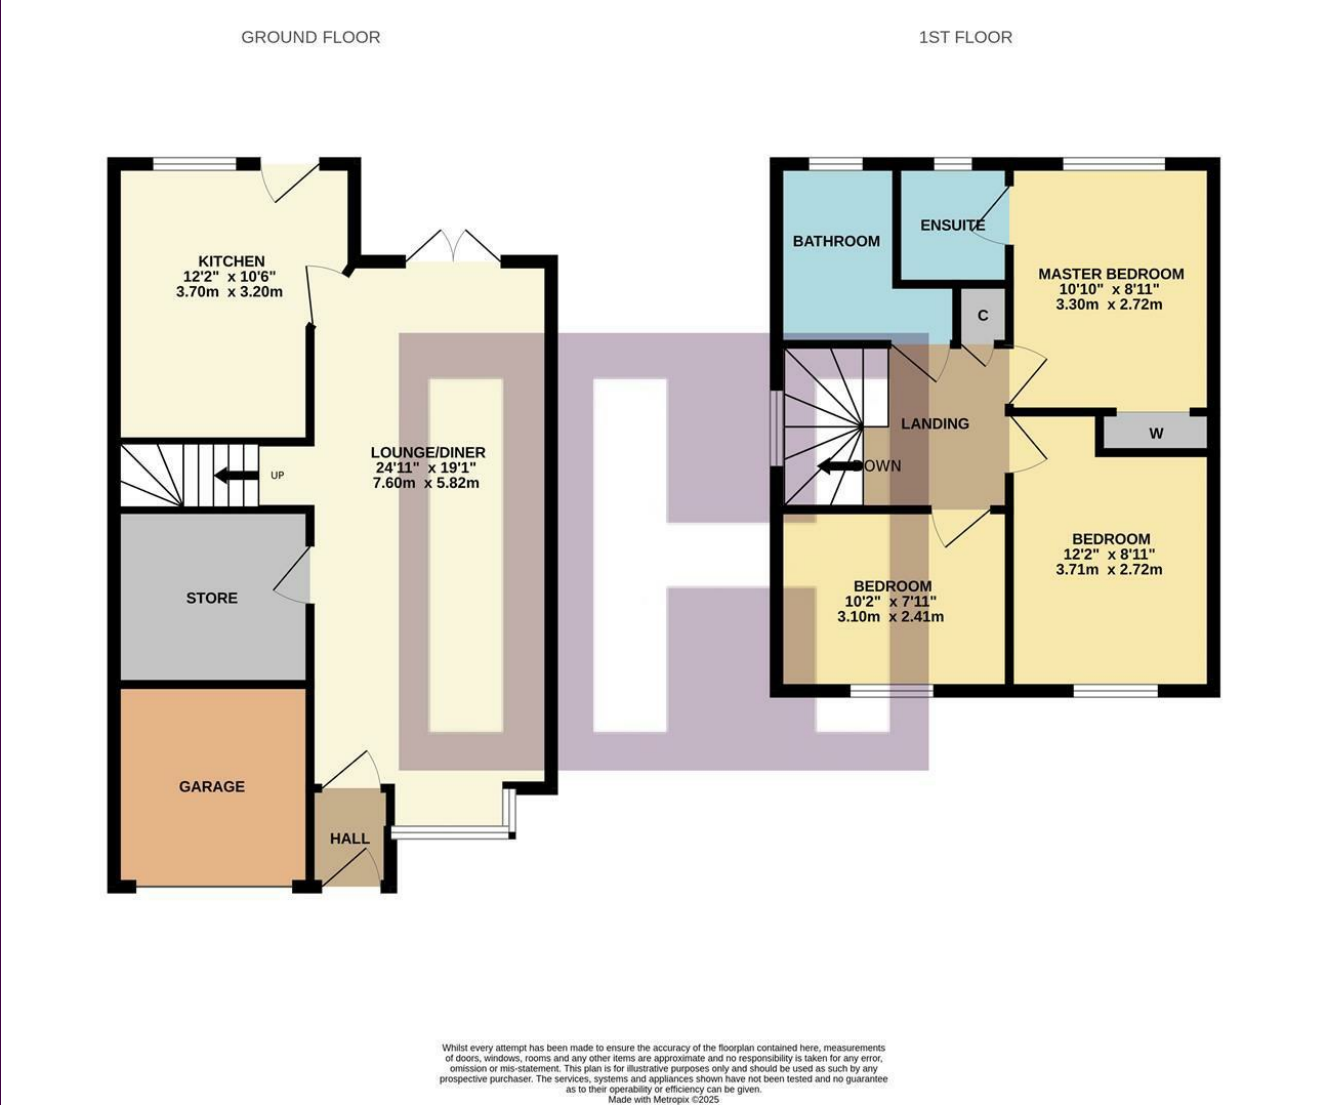 GROUND FLOOR
1ST FLOOR
KITCHEN
12'2" x 10'6"
3.70m x 3.20m
LOUNGE/DINER
24'11" x 19'1"
7.60m x 5.82m
UP
STORE
GARAGE
HALL
BATHROOM
ENSUITE
MASTER BEDROOM
10'10" x 8'11"
3.30m x 2.72m
C
LANDING
W
DOWN
BEDROOM
12'2" x 8'11"
3.71m x 2.72m
BEDROOM
10'2" x 7'11"
3.10m x 2.41m
Whilst every attempt has been made to ensure the accuracy of the floorplan contained here, measurements
of doors, windows, rooms and any other items are approximate and no responsibility is taken for any error,
omission or mis-statement. This plan is for illustrative purposes only and should be used as such by any
prospective purchaser. The services, systems and appliances shown have not been tested and no guarantee
as to their operability or efficiency can be given.
Made with Metropix ©2025